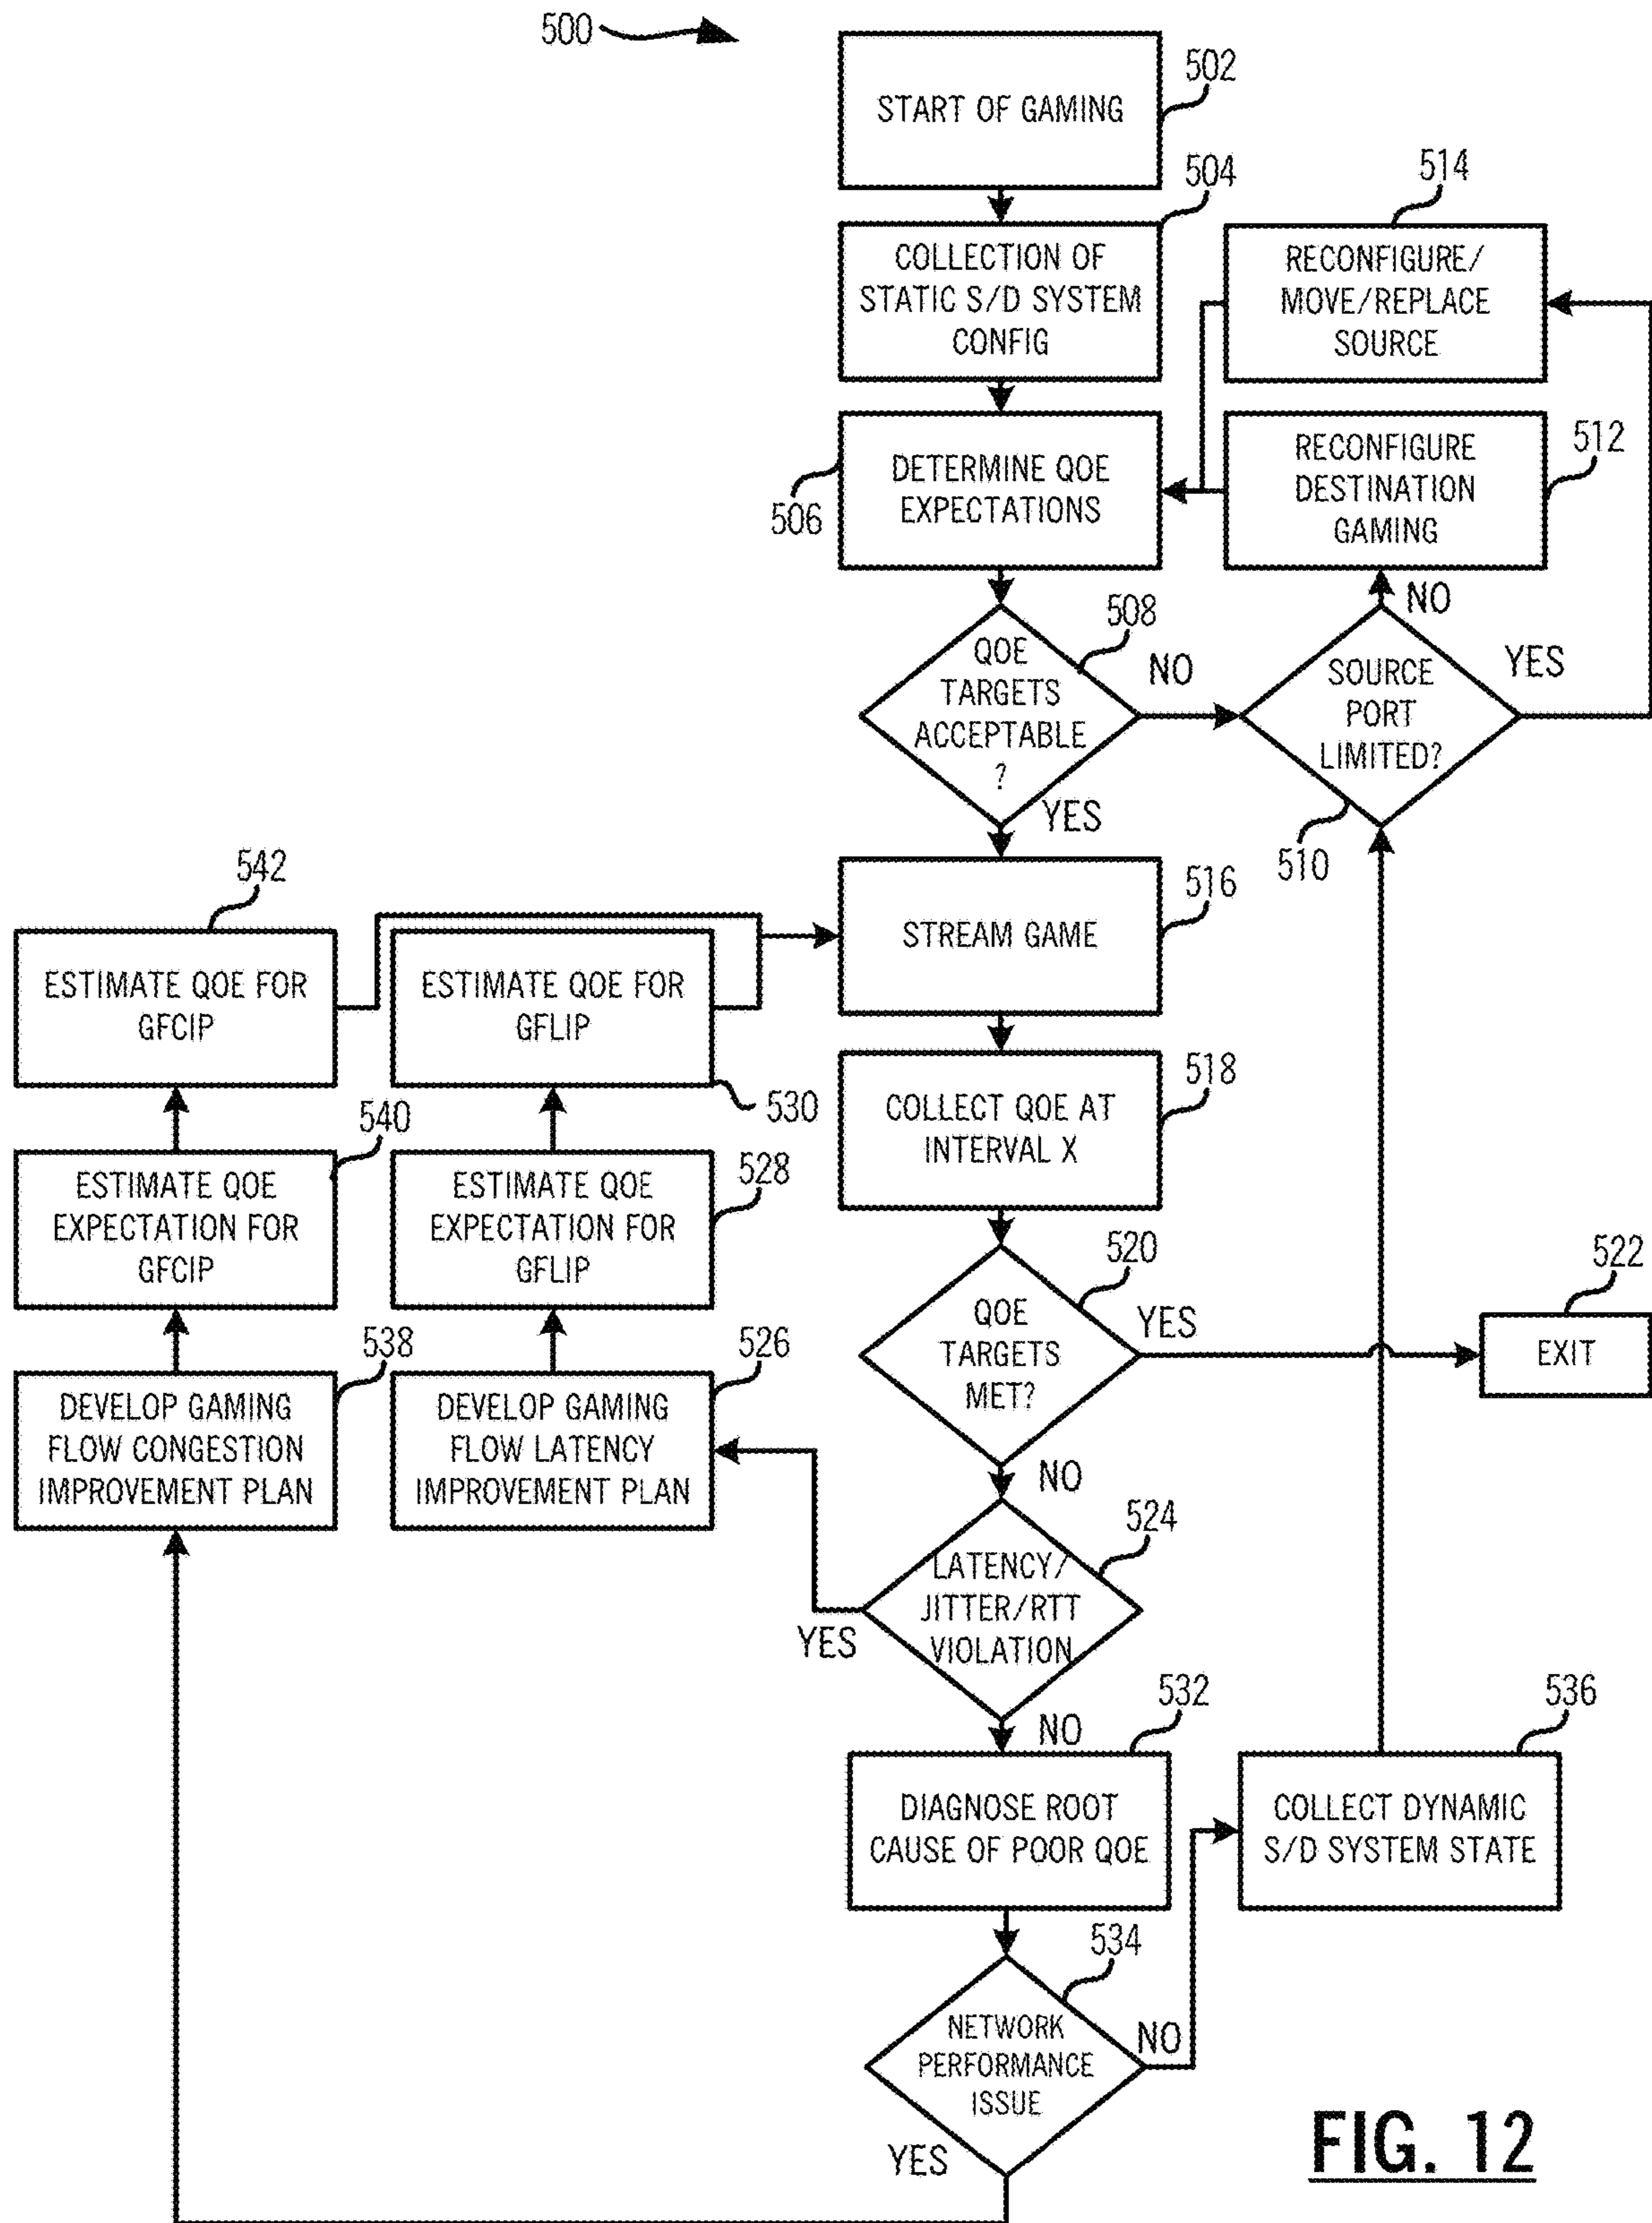 500
502
START OF GAMING
504
COLLECTION OF
STATIC S/D SYSTEM
CONFIG
514
RECONFIGURE/
MOVE/REPLACE
SOURCE
506
DETERMINE QOE
EXPECTATIONS
512
RECONFIGURE
DESTINATION
GAMING
508
QOE
TARGETS
ACCEPTABLE
?
NO
YES
510
SOURCE
PORT
LIMITED?
NO
YES
542
ESTIMATE QOE FOR
GFCIP
ESTIMATE QOE FOR
GFLIP
530
516
STREAM GAME
518
COLLECT QOE AT
INTERVAL X
540
ESTIMATE QOE
EXPECTATION FOR
GFCIP
528
ESTIMATE QOE
EXPECTATION FOR
GFLIP
520
QOE
TARGETS
MET?
YES
NO
522
EXIT
538
DEVELOP GAMING
FLOW CONGESTION
IMPROVEMENT PLAN
526
DEVELOP GAMING
FLOW LATENCY
IMPROVEMENT PLAN
524
LATENCY/
JITTER/RTT
VIOLATION
YES
NO
532
DIAGNOSE ROOT
CAUSE OF POOR QOE
536
COLLECT DYNAMIC
S/D SYSTEM STATE
534
NETWORK
PERFORMANCE
ISSUE
NO
YES
FIG. 12